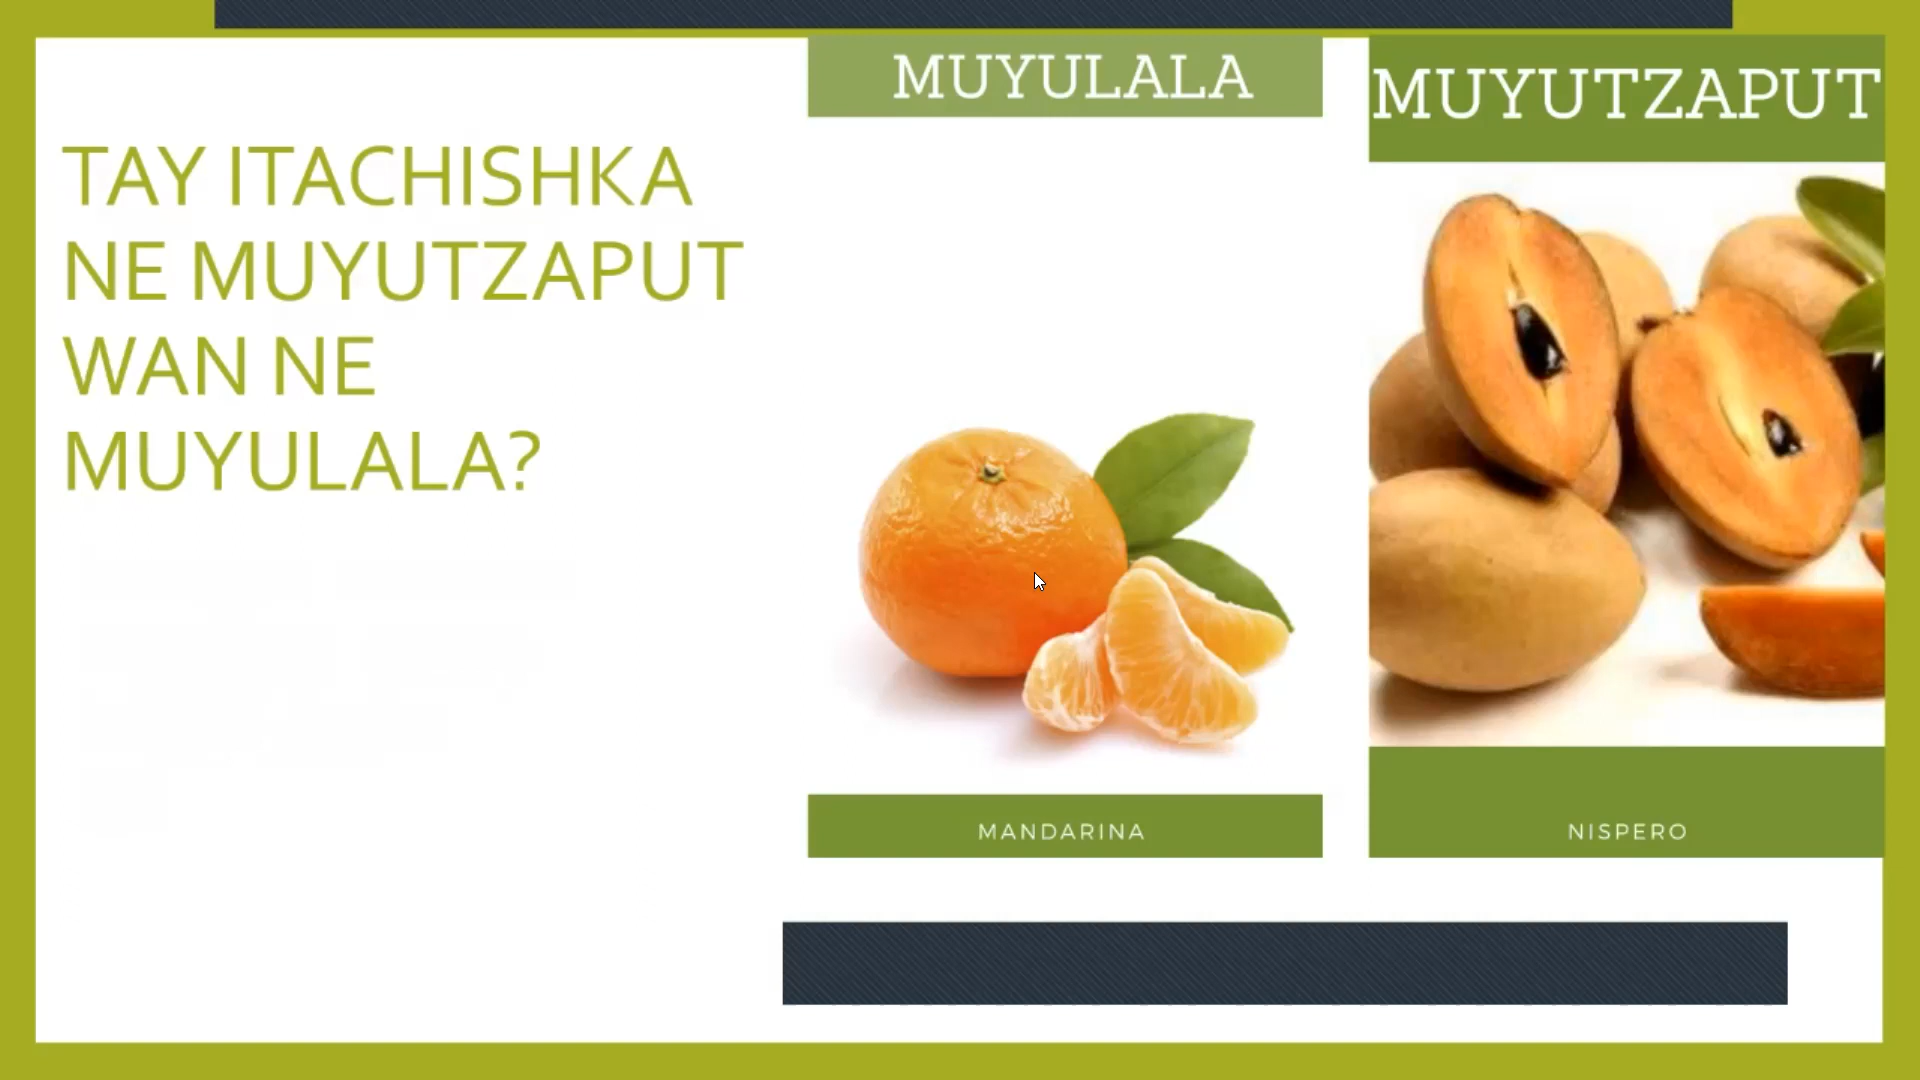 TAY ITACHISHKA
NE MUYUTZAPUT
WAN NE
MUYULALA?
MUYULALA
MANDARINA
MUYUTZAPUT
NISPERO